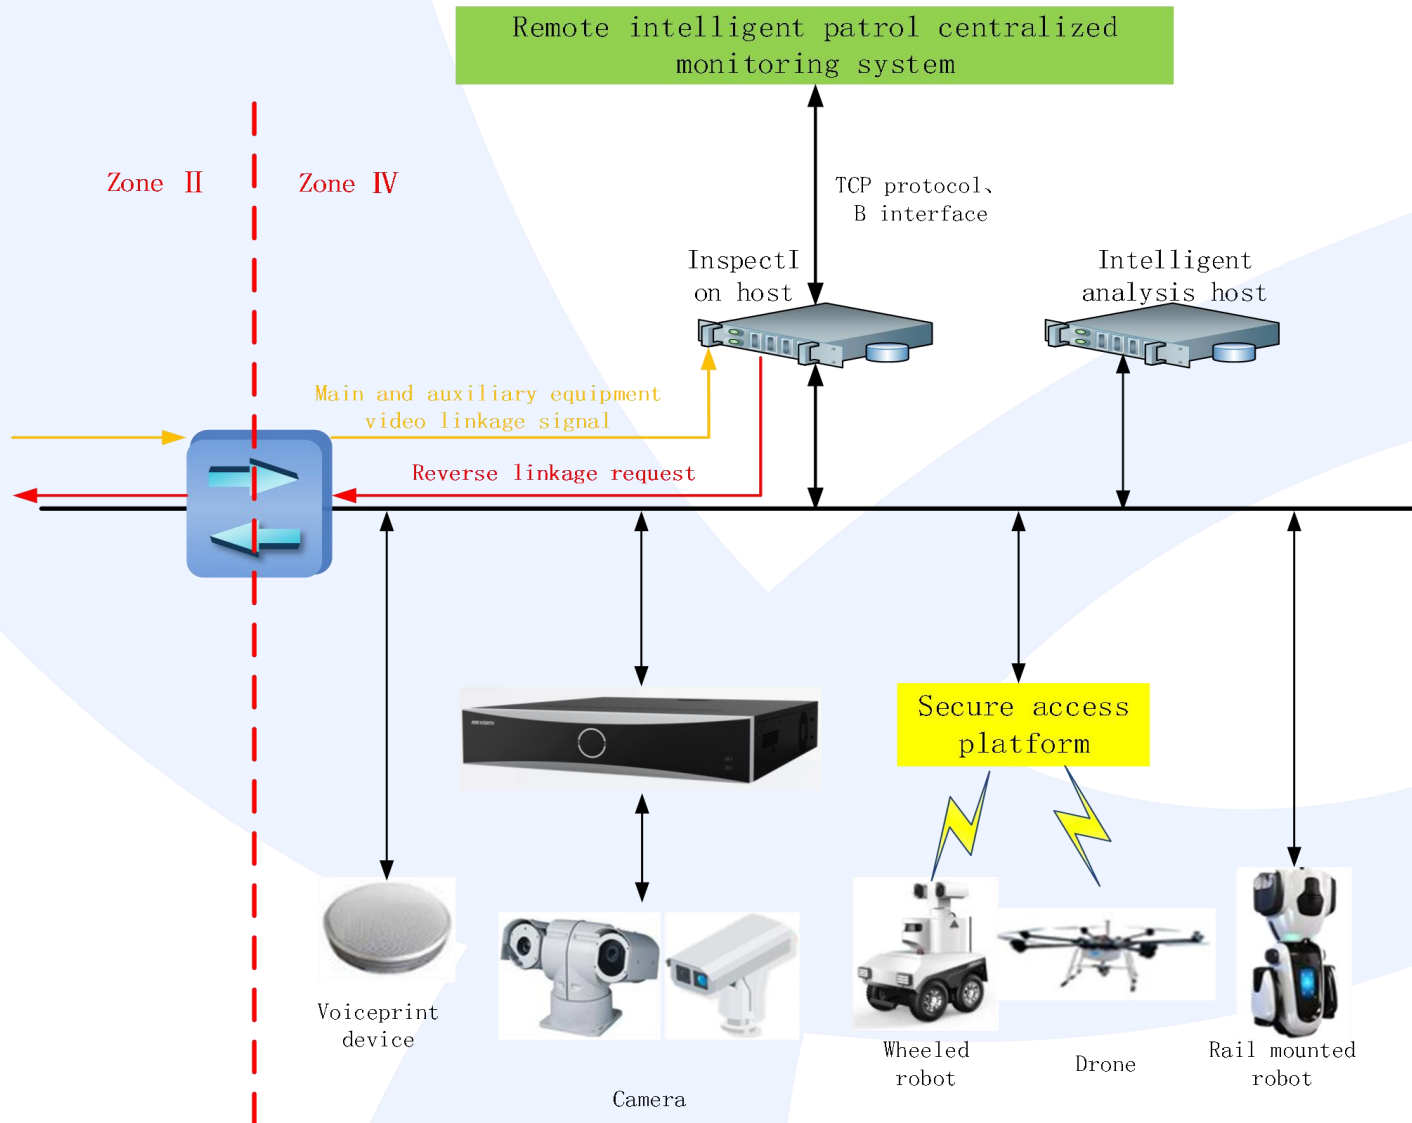 Remote intelligent patrol centralized
monitoring system
Zone Ⅱ
Zone Ⅳ
TCP protocol、
B interface
InspectI
on host
Intelligent
analysis host
Main and auxiliary equipment
video linkage signal
Reverse linkage request
HIKVISION
Secure access
platform
Voiceprint
device
Camera
Wheeled
robot
Drone
Rail mounted
robot